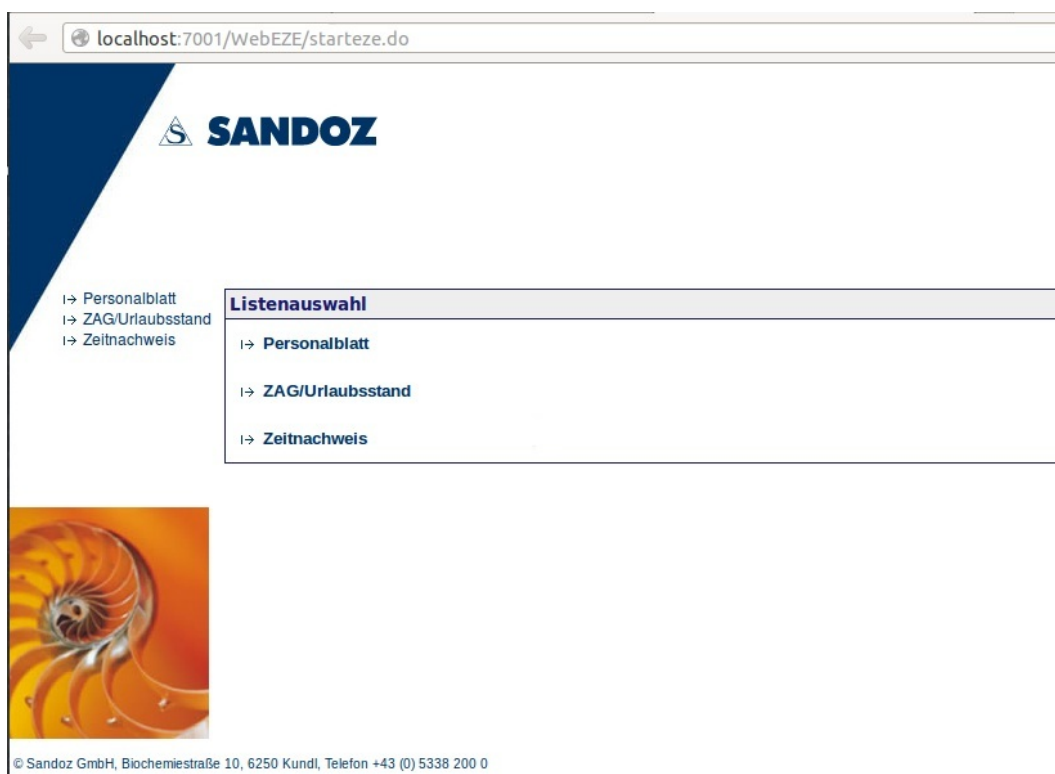 localhost:7001/WebEZE/starteze.do
S SANDOZ
Personalblatt
ZAG/Urlaubsstand
Zeitnachweis
Listenauswahl
Personalblatt
ZAG/Urlaubsstand
Zeitnachweis
© Sandoz GmbH, Biochemiestraße 10, 6250 Kundl, Telefon +43 (0) 5338 200 0